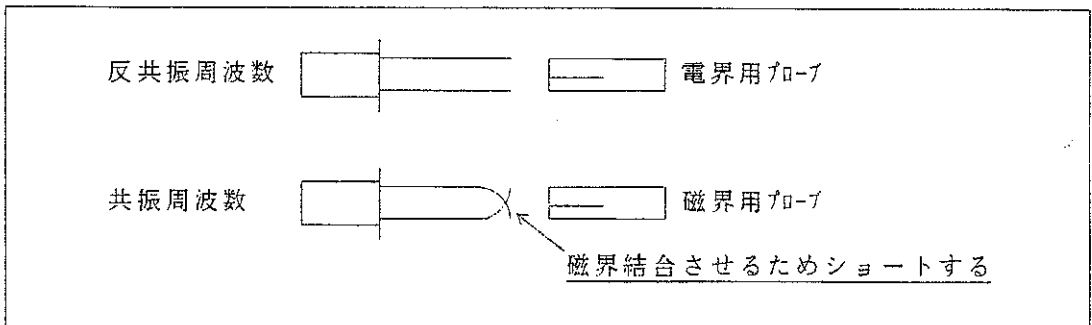 反共振周波数 電界用ﾌﾟﾛｰﾌﾞ
共振周波数 磁界用ﾌﾟﾛｰﾌﾞ
磁界結合させるためショートする